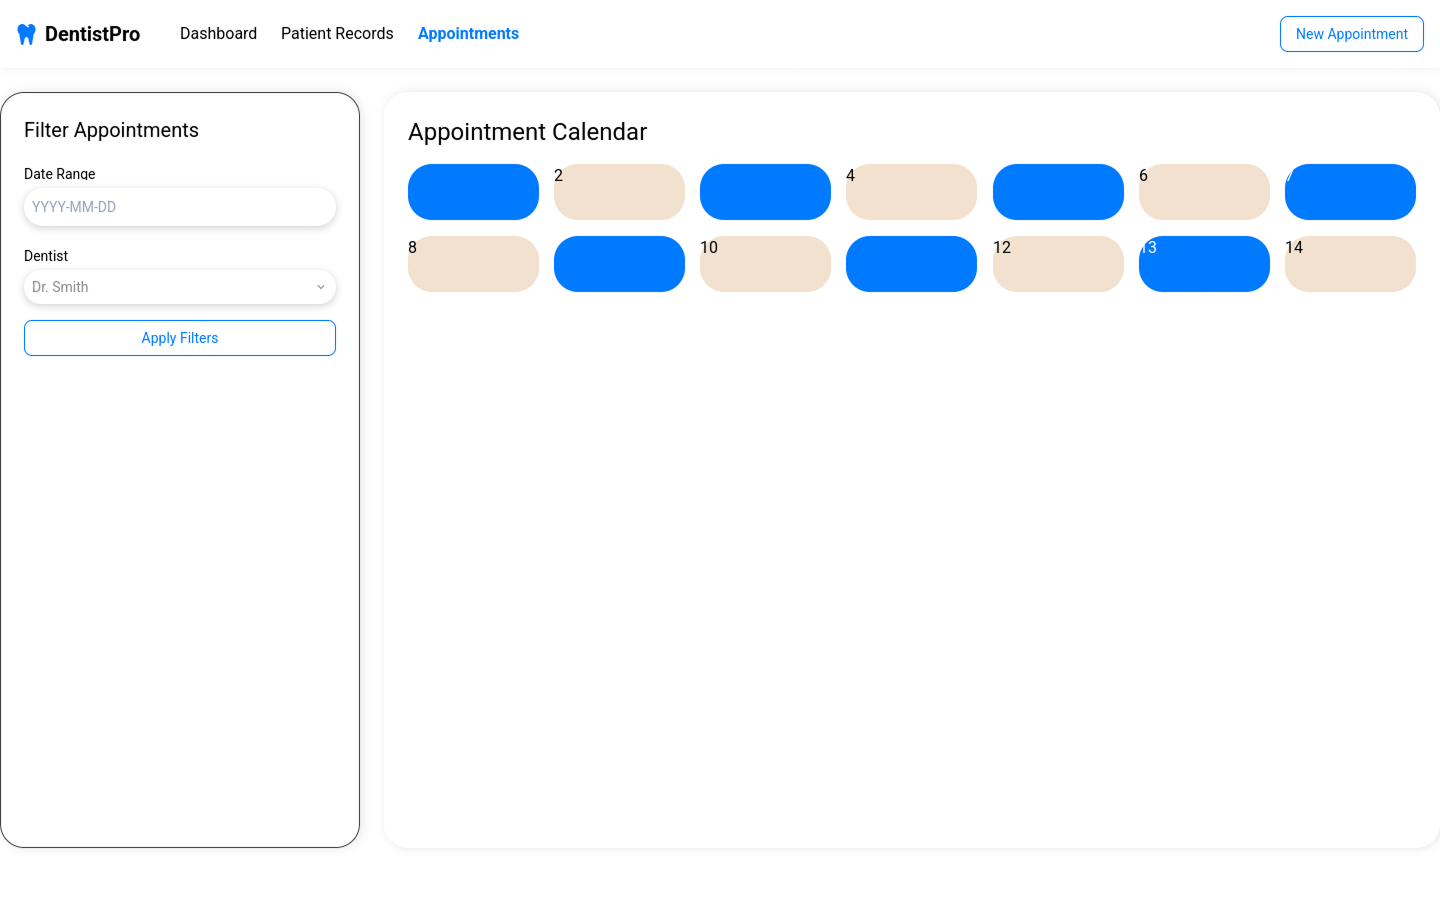 DentistPro
Dashboard
Patient Records
Appointments
New Appointment
Filter Appointments
Date Range
YYYY-MM-DD
Dentist
Dr. Smith
Apply Filters
Appointment Calendar
2
4
6
7
8
10
12
13
14